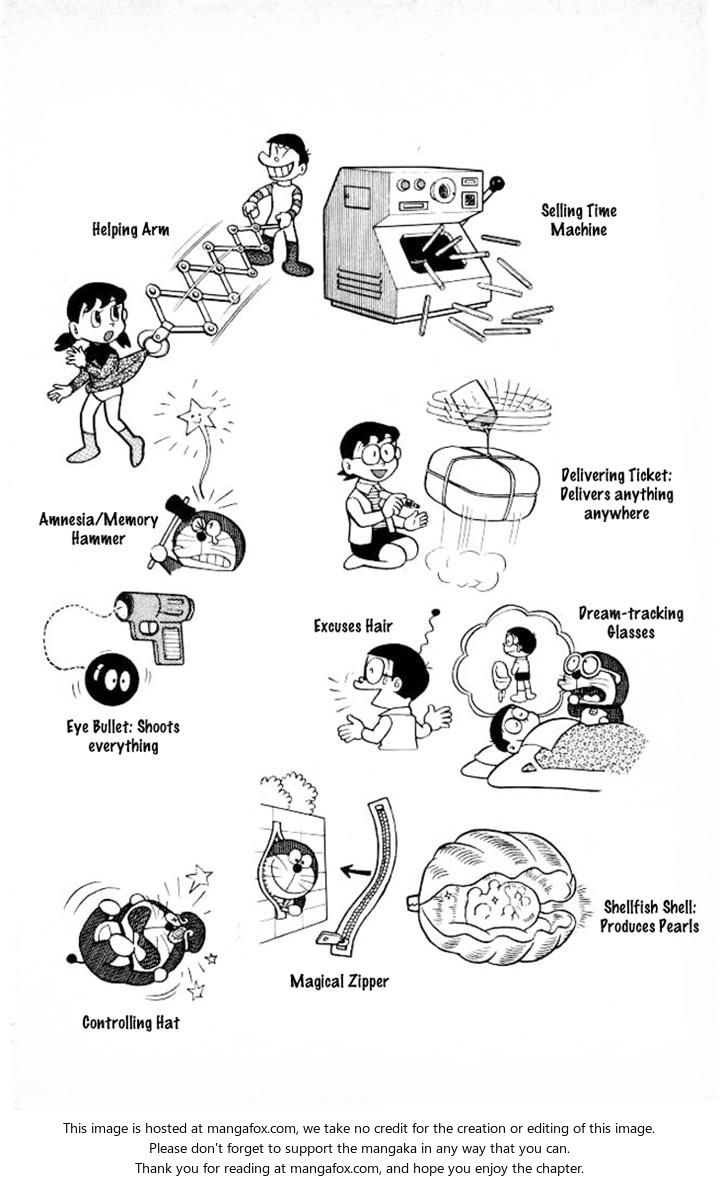 Helping Arm
Selling Time
Machine
Amnesia/Memory
Hammer
Delivering Ticket:
Delivers anything
anywhere
Excuses Hair
Dream-tracking
Glasses
Eye Bullet: Shoots
everything
Shellfish Shell:
Produces Pearls
Magical Zipper
Controlling Hat
This image is hosted at mangafox.com, we take no credit for the creation or editing of this image.
Please don't forget to support the mangaka in any way that you can.
Thank you for reading at mangafox.com, and hope you enjoy the chapter.